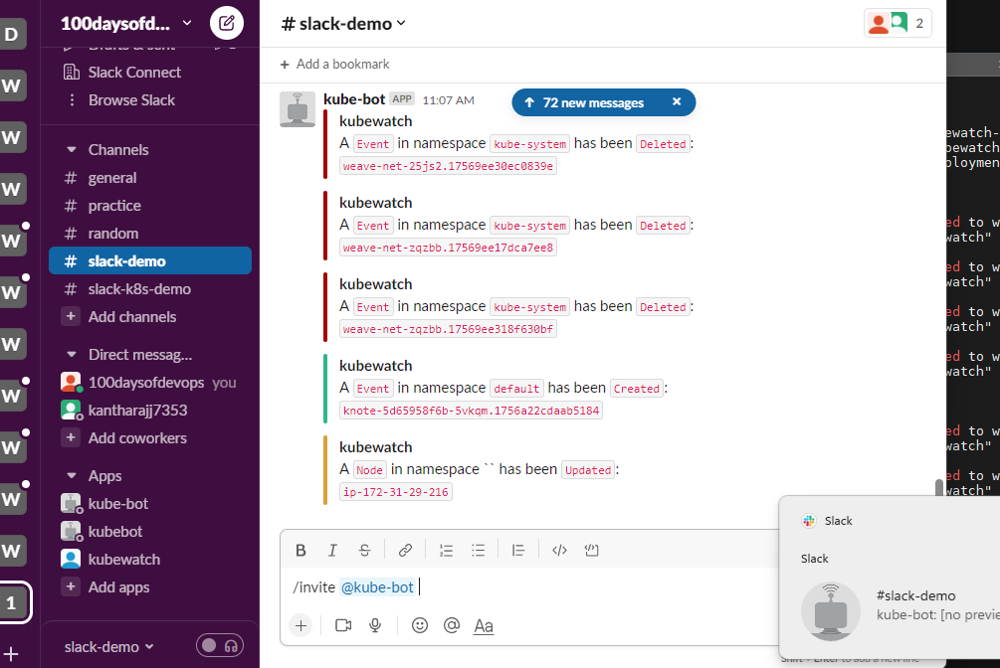 D
W
W
W
W
W
W
W
W
W
W
1
100daysofd...
Slack Connect
Browse Slack
Channels
# general
# practice
# random
# slack-demo
# slack-k8s-demo
+ Add channels
Direct messag...
100daysofdevops you
kantharajj7353
+ Add coworkers
Apps
kube-bot
kubebot
kubewatch
+ Add apps
slack-demo
# slack-demo
2
+ Add a bookmark
kube-bot APP 11:07 AM
↑ 72 new messages ×
kubewatch
A Event in namespace kube-system has been Deleted:
weave-net-25js2.17569ee30ec0839e
kubewatch
A Event in namespace kube-system has been Deleted:
weave-net-zqzbb.17569ee17dca7ee8
kubewatch
A Event in namespace kube-system has been Deleted:
weave-net-zqzbb.17569ee318f630bf
kubewatch
A Event in namespace default has been Created:
knote-5d65958f6b-5vkqm.1756a22cdaab5184
kubewatch
A Node in namespace `` has been Updated:
ip-172-31-29-216
B I S
/invite @kube-bot
Aa
ewatch-
bewatch
ployment
ed to w
watch"
ed to w
watch"
ed to w
watch"
ed to w
watch"
ed to w
watch"
ed to w
watch"
Slack
Slack
#slack-demo
kube-bot: [no previe